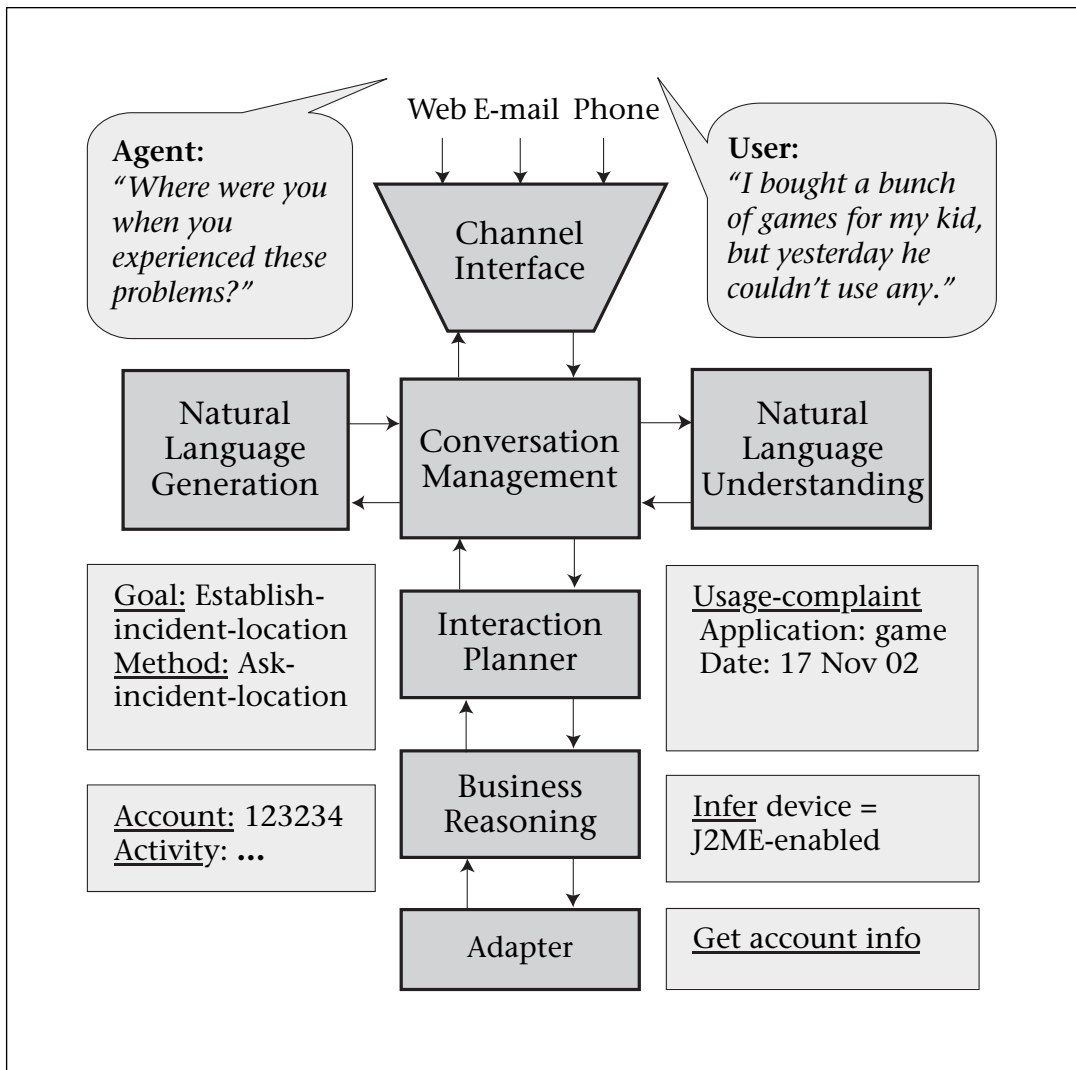 Web E-mail Phone
Agent:
“Where were you
when you
experienced these
problems?”
User:
“I bought a bunch
of games for my kid,
but yesterday he
couldn’t use any.”
Channel
Interface
Natural
Language
Generation
Conversation
Management
Natural
Language
Understanding
Goal: Establish-
incident-location
Method: Ask-
incident-location
Interaction
Planner
Usage-complaint
Application: game
Date: 17 Nov 02
Account: 123234
Activity: ...
Business
Reasoning
Infer device =
J2ME-enabled
Adapter
Get account info